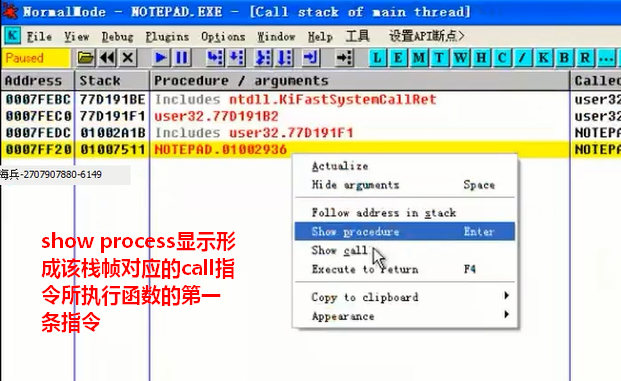 NormalMode - NOTEPAD.EXE - [Call stack of main thread]
K File View Debug Plugins Options Window Help 工具 设置API断点>
Paused L E M T W H C / K B R ...
Address Stack Procedure / arguments Called
0007FEBC 77D191BE Includes ntdll.KiFastSystemCallRet user32
0007FEC0 77D191F1 user32.77D191B2 user32
0007FEDC 01002A1B Includes user32.77D191F1 NOTEPA
0007FF20 01007511 NOTEPAD.01002936 NOTEPA
海兵-2707907880-6149
Actualize
Hide arguments Space
Follow address in stack
Show procedure Enter
Show call
Execute to return F4
Copy to clipboard
Appearance
show process显示形
成该栈帧对应的call指
令所执行函数的第一
条指令